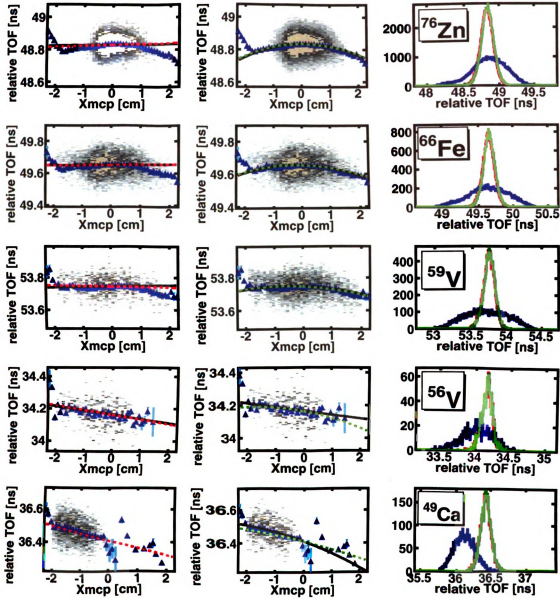 relative TOF [ns]
49
48.8
48.6
-2 -1 0 1 2
Xmcp [cm]
relative TOF [ns]
49
48.8
48.6
-2 -1 0 1 2
Xmcp [cm]
76Zn
2000
1000
0
48 48.5 49 49.5
relative TOF [ns]
relative TOF [ns]
49.8
49.6
49.4
-2 -1 0 1 2
Xmcp [cm]
relative TOF [ns]
49.8
49.6
49.4
-2 -1 0 1 2
Xmcp [cm]
66Fe
800
600
400
200
0
49 49.5 50 50.5
relative TOF [ns]
relative TOF [ns]
53.8
53.6
-2 -1 0 1 2
Xmcp [cm]
relative TOF [ns]
53.8
53.6
-2 -1 0 1 2
Xmcp [cm]
59V
400
300
200
100
0
53 53.5 54 54.5
relative TOF [ns]
relative TOF [ns]
34.4
34.2
34
-2 -1 0 1 2
Xmcp [cm]
relative TOF [ns]
34.4
34.2
34
-2 -1 0 1 2
Xmcp [cm]
56V
60
40
20
0
33.5 34 34.5 35
relative TOF [ns]
relative TOF [ns]
36.6
36.4
-2 -1 0 1 2
Xmcp [cm]
relative TOF [ns]
36.6
36.4
-2 -1 0 1 2
Xmcp [cm]
49Ca
150
100
50
0
35.5 36 36.5 37
relative TOF [ns]